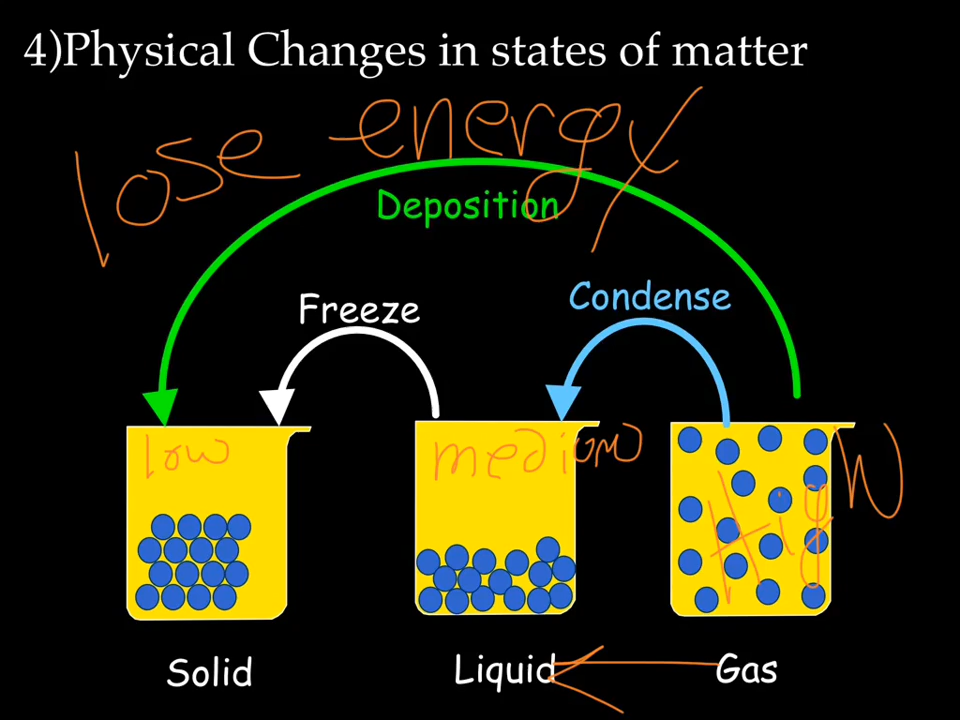 4)Physical Changes in states of matter
lose energy
Deposition
Freeze
Condense
low
medium
High
Solid
Liquid
Gas